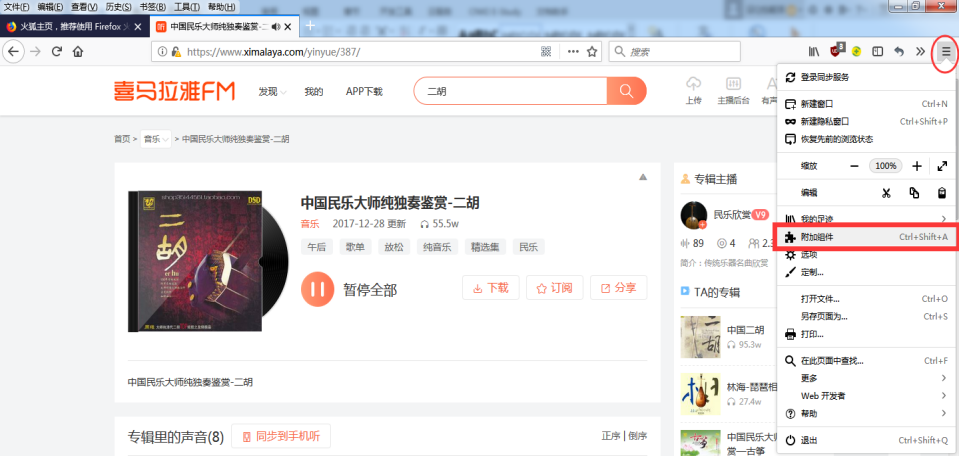 文件(F) 编辑(E) 查看(V) 历史(S) 书签(B) 工具(T) 帮助(H)
火狐主页，推荐使用 Firefox
中国民乐大师纯独奏鉴赏-二
https://www.ximalaya.com/yinyue/387/
搜索
3
喜马拉雅FM
发现
我的
APP下载
二胡
上传
主播后台
有声
首页 > 音乐 > 中国民乐大师纯独奏鉴赏-二胡
shop36144931.taobao.com
DSD
二胡
er hu
中国民乐大师纯独奏鉴赏-二胡
音乐 2017-12-28 更新 55.5w
午后 歌单 放松 纯音乐 精选集 民乐
暂停全部
下载 订阅 分享
中国民乐大师纯独奏鉴赏-二胡
专辑里的声音(8) 同步到手机听
正序 | 倒序
专辑主播
民乐欣赏 V9
89 4 2.3
简介：传统乐器名曲欣赏
TA的专辑
中国二胡
95.3w
林海-琵琶相
27.4w
中国民乐大
赏—古筝
登录同步服务
新建窗口 Ctrl+N
新建隐私窗口 Ctrl+Shift+P
恢复先前的浏览状态
缩放 − 100% +
编辑
我的足迹
附加组件 Ctrl+Shift+A
选项
定制...
打开文件... Ctrl+O
另存页面为... Ctrl+S
打印...
在此页面中查找... Ctrl+F
更多
Web 开发者
帮助
退出 Ctrl+Shift+Q